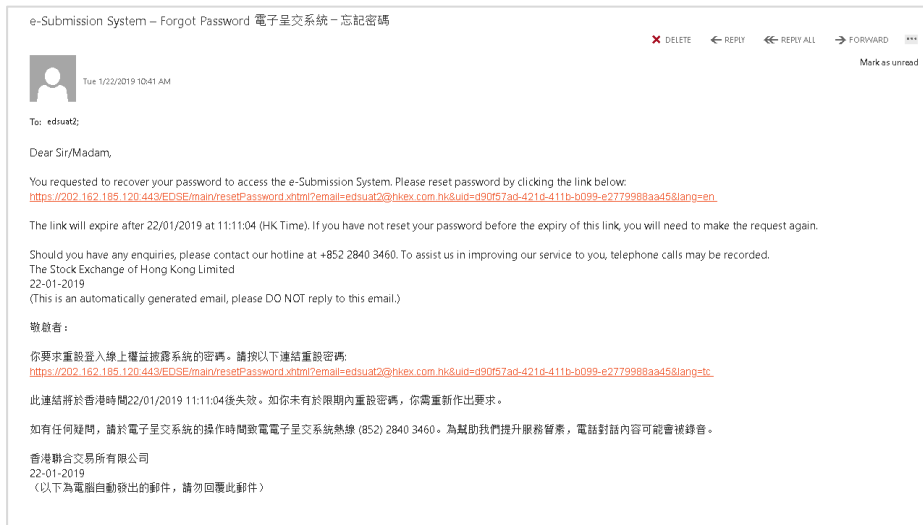 e-Submission System – Forgot Password 電子呈交系統－忘記密碼
DELETE REPLY REPLY ALL FORWARD •••
Mark as unread
Tue 1/22/2019 10:41 AM
To: edsuat2;
Dear Sir/Madam,
You requested to recover your password to access the e-Submission System. Please reset password by clicking the link below:
https://202.162.185.120:443/EDSE/main/resetPassword.xhtml?email=edsuat2@hkex.com.hk&uid=d90f57ad-421d-411b-b099-e2779988aa45&lang=en
The link will expire after 22/01/2019 at 11:11:04 (HK Time). If you have not reset your password before the expiry of this link, you will need to make the request again.
Should you have any enquiries, please contact our hotline at +852 2840 3460. To assist us in improving our service to you, telephone calls may be recorded.
The Stock Exchange of Hong Kong Limited
22-01-2019
(This is an automatically generated email, please DO NOT reply to this email.)
敬啟者：
你要求重設登入線上權益披露系統的密碼。請按以下連結重設密碼:
https://202.162.185.120:443/EDSE/main/resetPassword.xhtml?email=edsuat2@hkex.com.hk&uid=d90f57ad-421d-411b-b099-e2779988aa45&lang=tc
此連結將於香港時間22/01/2019 11:11:04後失效。如你未有於限期內重設密碼，你需重新作出要求。
如有任何疑問，請於電子呈交系統的操作時間致電電子呈交系統熱線 (852) 2840 3460。為幫助我們提升服務質素，電話對話內容可能會被錄音。
香港聯合交易所有限公司
22-01-2019
（以下為電腦自動發出的郵件，請勿回覆此郵件）